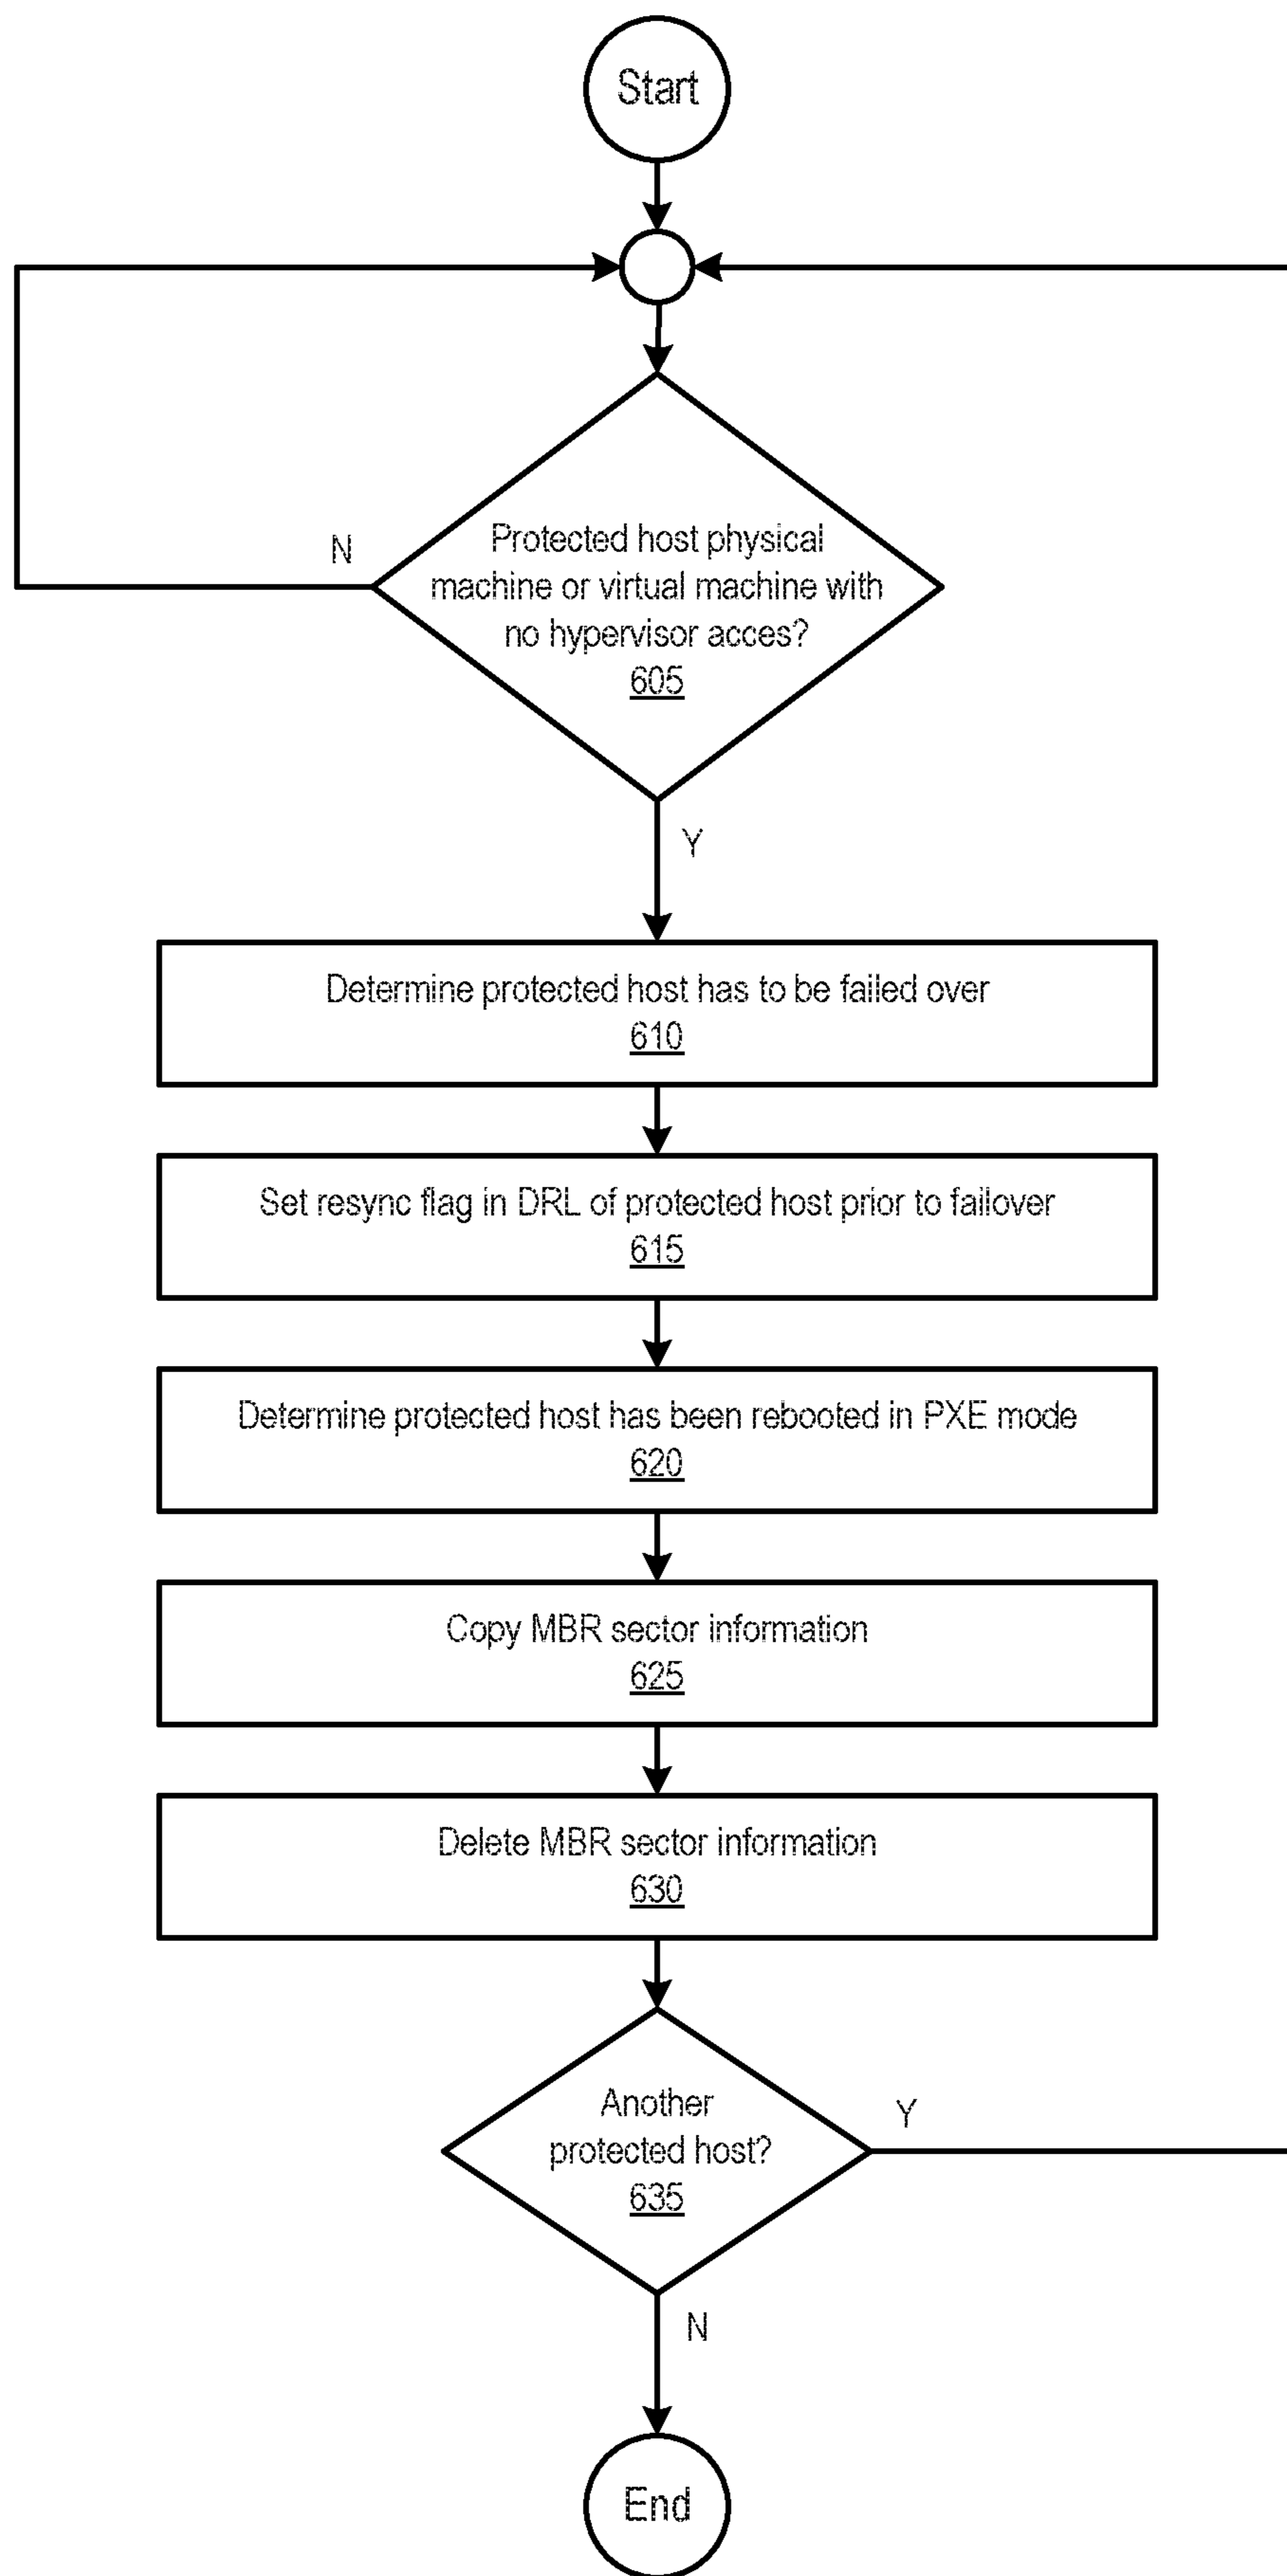 Start
N
Protected host physical
machine or virtual machine with
no hypervisor acces?
605
Y
Determine protected host has to be failed over
610
Set resync flag in DRL of protected host prior to failover
615
Determine protected host has been rebooted in PXE mode
620
Copy MBR sector information
625
Delete MBR sector information
630
Another
protected host?
635
Y
N
End